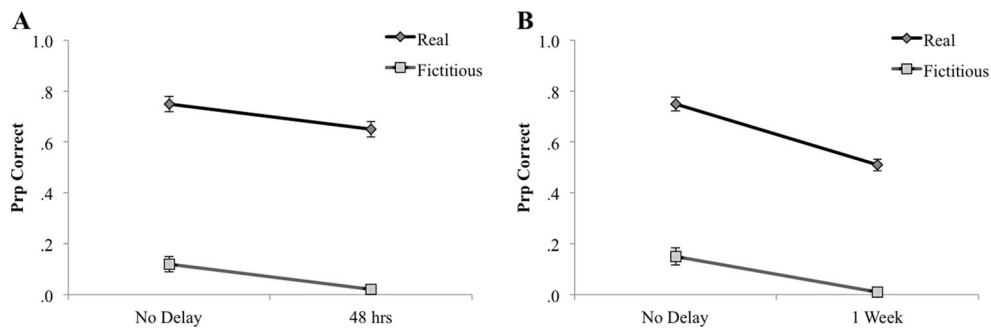 A
1.0
.8
.6
.4
.2
.0
Prp Correct
Real
Fictitious
No Delay
48 hrs
B
1.0
.8
.6
.4
.2
.0
Prp Correct
Real
Fictitious
No Delay
1 Week